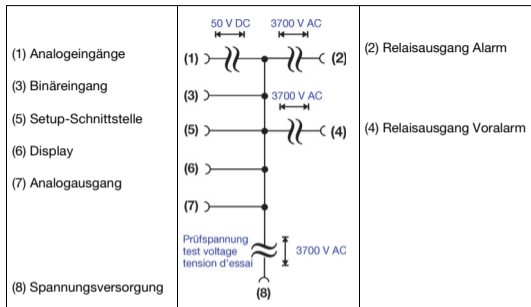 (1) Analogeingänge
(3) Binäreingang
(5) Setup-Schnittstelle
(6) Display
(7) Analogausgang
(8) Spannungsversorgung
50 V DC
3700 V AC
(1)
(2)
(3)
3700 V AC
(5)
(4)
(6)
(7)
Prüfspannung
test voltage
tension d'essai
3700 V AC
(8)
(2) Relaisausgang Alarm
(4) Relaisausgang Voralarm